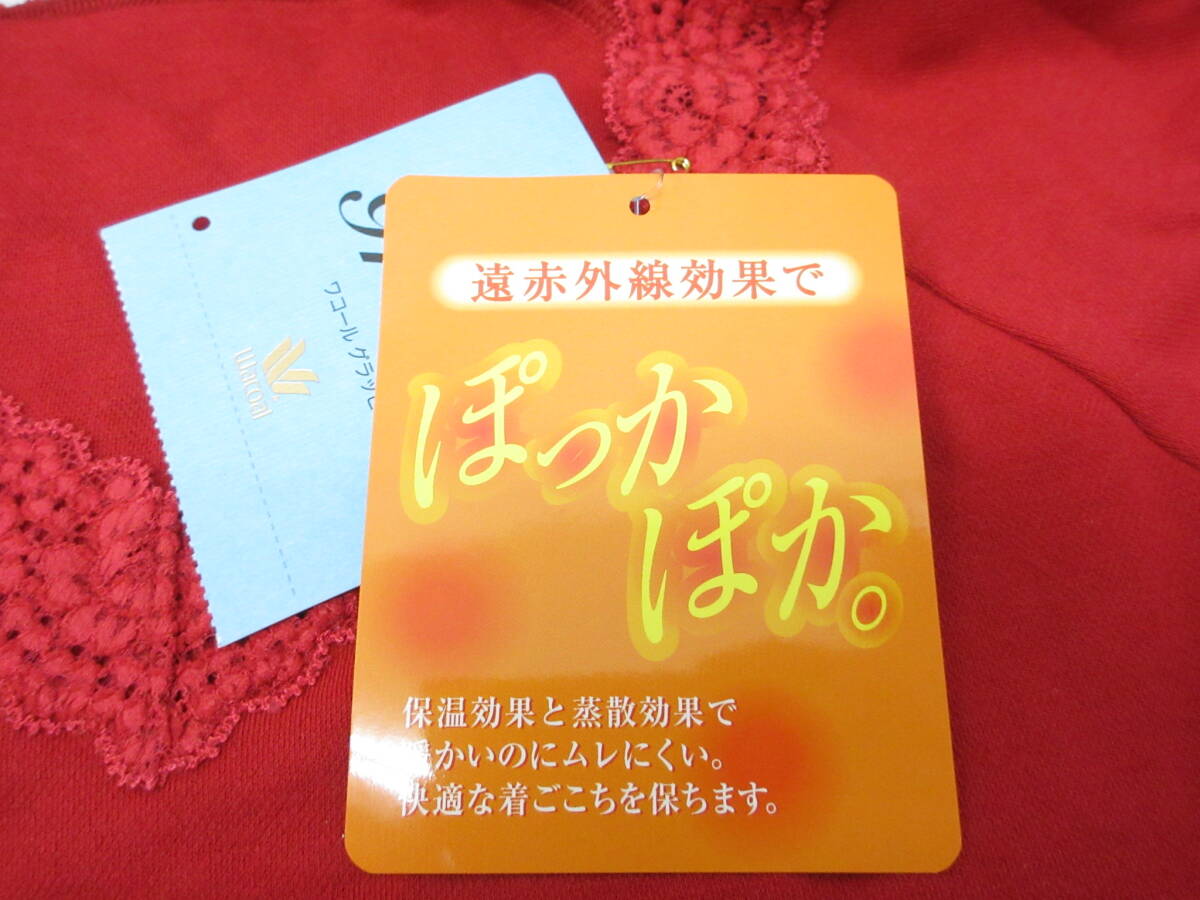 遠赤外線効果で
ぽっか
ぽか。
保温効果と蒸散効果で
暖かいのにムレにくい。
快適な着ごこちを保ちます。
ワコール グラッピ
Wacoal